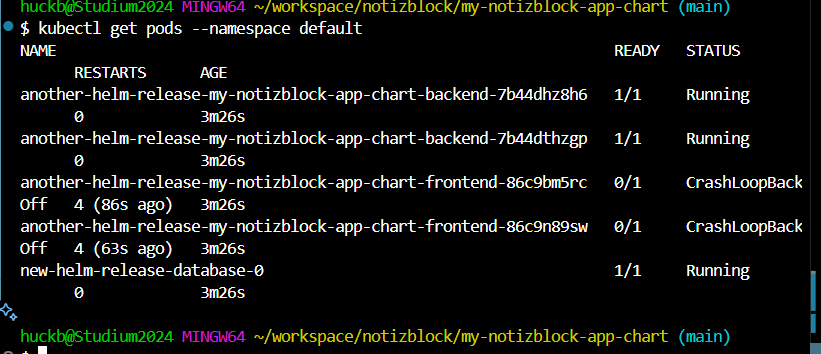 huckb@Studium2024 MINGW64 ~/workspace/notizblock/my-notizblock-app-chart (main)
$ kubectl get pods --namespace default
NAME READY STATUS
RESTARTS AGE
another-helm-release-my-notizblock-app-chart-backend-7b44dhz8h6 1/1 Running
0 3m26s
another-helm-release-my-notizblock-app-chart-backend-7b44dthzgp 1/1 Running
0 3m26s
another-helm-release-my-notizblock-app-chart-frontend-86c9bm5rc 0/1 CrashLoopBack
Off 4 (86s ago) 3m26s
another-helm-release-my-notizblock-app-chart-frontend-86c9n89sw 0/1 CrashLoopBack
Off 4 (63s ago) 3m26s
new-helm-release-database-0 1/1 Running
0 3m26s
huckb@Studium2024 MINGW64 ~/workspace/notizblock/my-notizblock-app-chart (main)